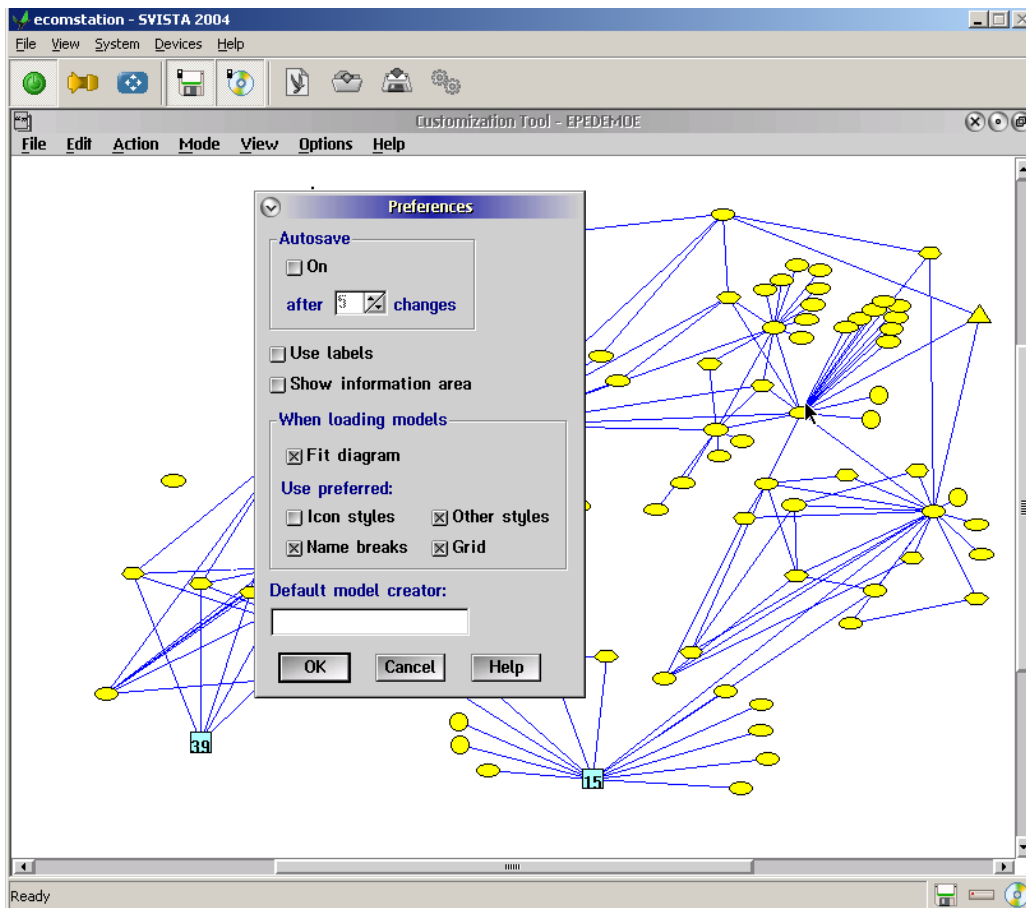 ecomstation - SVISTA 2004
File View System Devices Help
Customization Tool - EPEDEMOE
File Edit Action Mode View Options Help
Preferences
Autosave
On
after changes
Use labels
Show information area
When loading models
Fit diagram
Use preferred:
Icon styles Other styles
Name breaks Grid
Default model creator:
OK Cancel Help
39
15
Ready